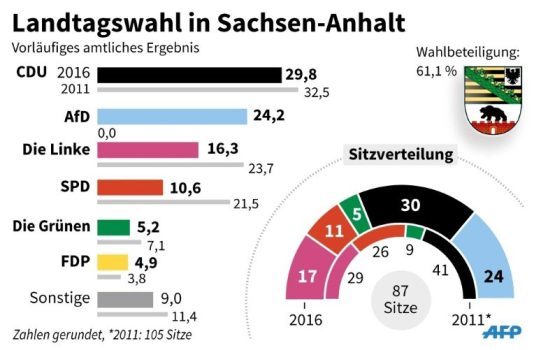 Landtagswahl in Sachsen-Anhalt
Vorläufiges amtliches Ergebnis
Wahlbeteiligung:
61,1 %
CDU 2016 29,8
2011 32,5
AfD 24,2
0,0
Die Linke 16,3
23,7
SPD 10,6
21,5
Die Grünen 5,2
7,1
FDP 4,9
3,8
Sonstige 9,0
11,4
Zahlen gerundet, *2011: 105 Sitze
Sitzverteilung
17 11 5 30 24
29 26 9 41
87
Sitze
2016 2011*
AFP